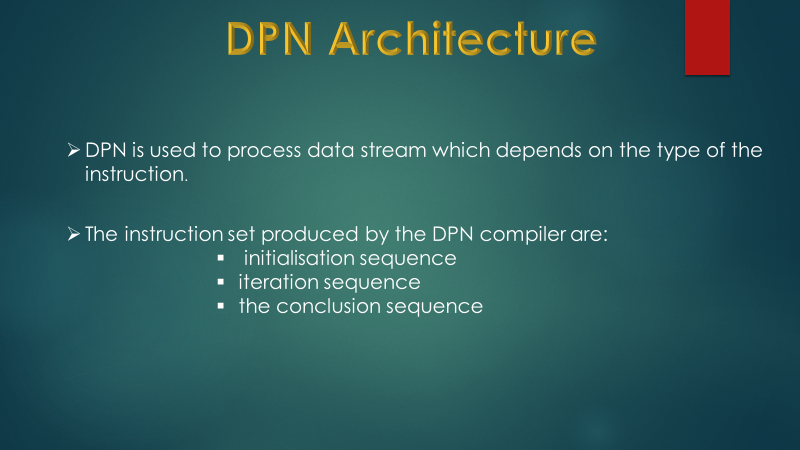 DPN Architecture
➢ DPN is used to process data stream which depends on the type of the
instruction.
➢ The instruction set produced by the DPN compiler are:
▪ initialisation sequence
▪ iteration sequence
▪ the conclusion sequence